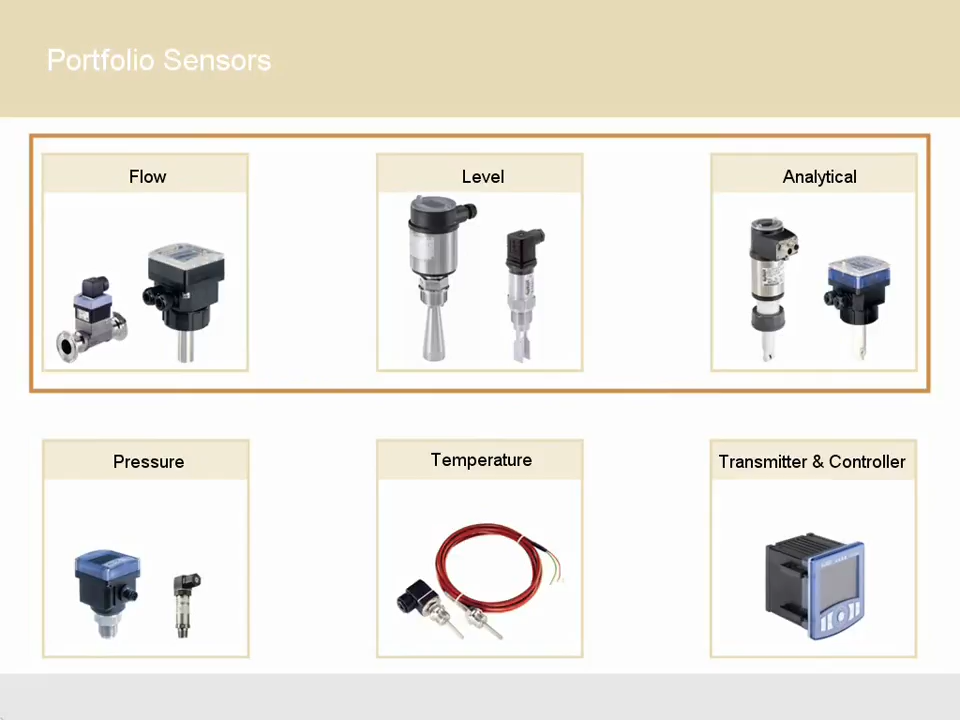 Portfolio Sensors
Flow
Level
Analytical
Pressure
Temperature
Transmitter & Controller